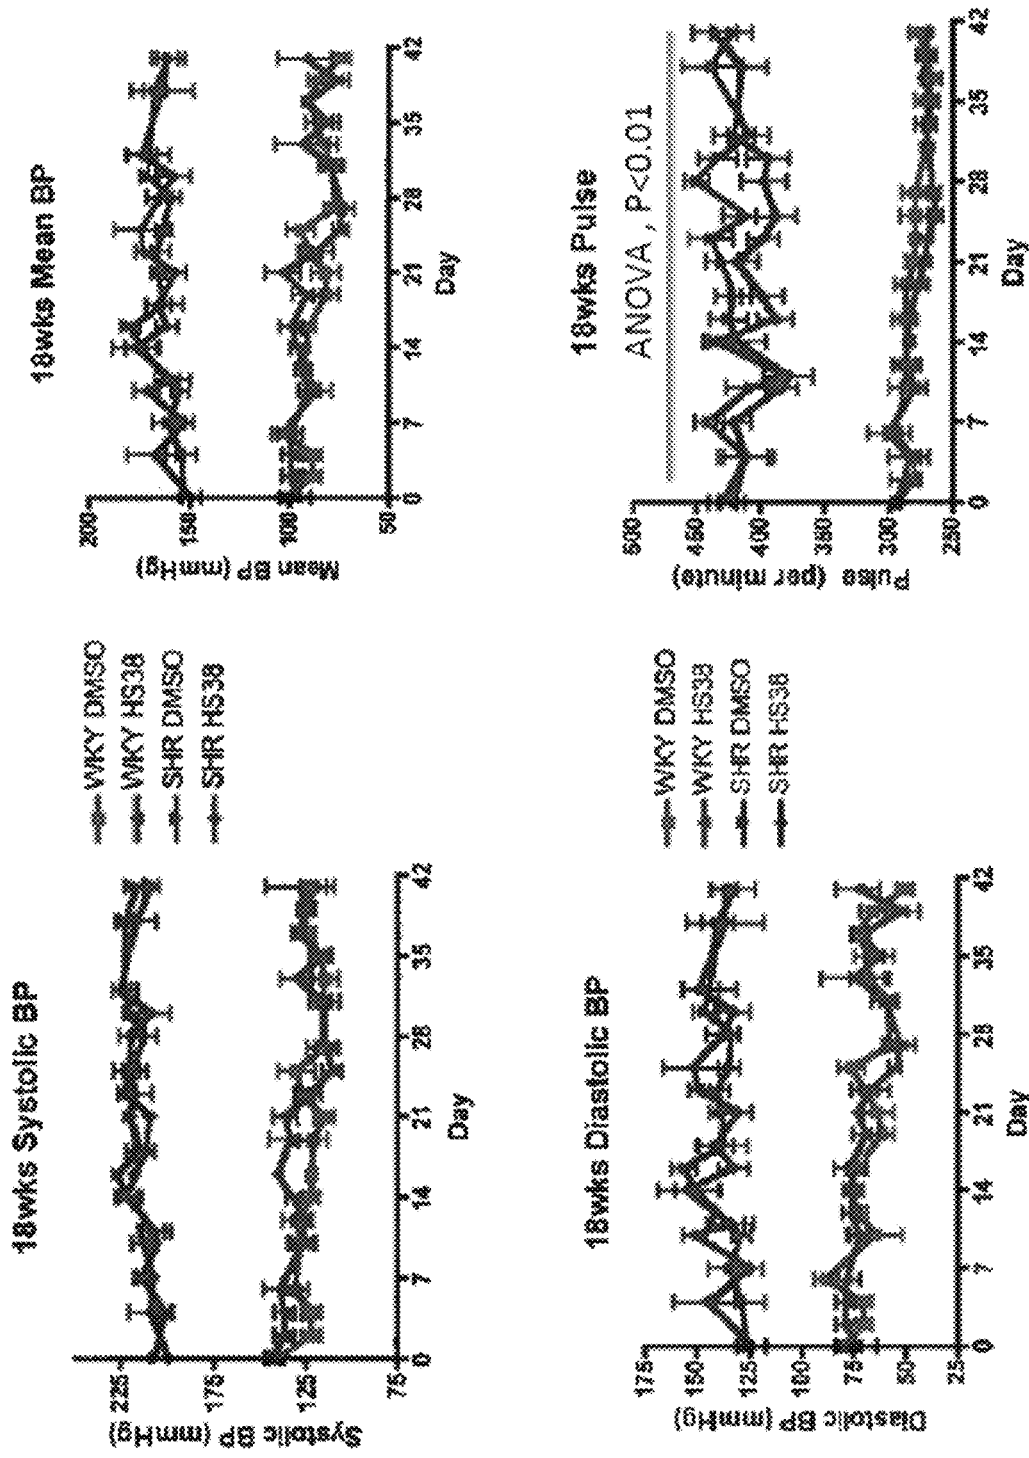 18wks Systolic BP
Systolic BP (mmHg)
225
175
125
75
0
7
14
21
28
35
42
Day
WKY DMSO
WKY HS38
SHR DMSO
SHR HS38
18wks Mean BP
Mean BP (mmHg)
200
150
100
50
0
7
14
21
28
35
42
Day
18wks Diastolic BP
Diastolic BP (mmHg)
175
150
125
100
75
50
25
0
7
14
21
28
35
42
Day
WKY DMSO
WKY HS38
SHR DMSO
SHR HS38
18wks Pulse
ANOVA, P<0.01
Pulse (per minute)
500
450
400
350
300
250
0
7
14
21
28
35
42
Day